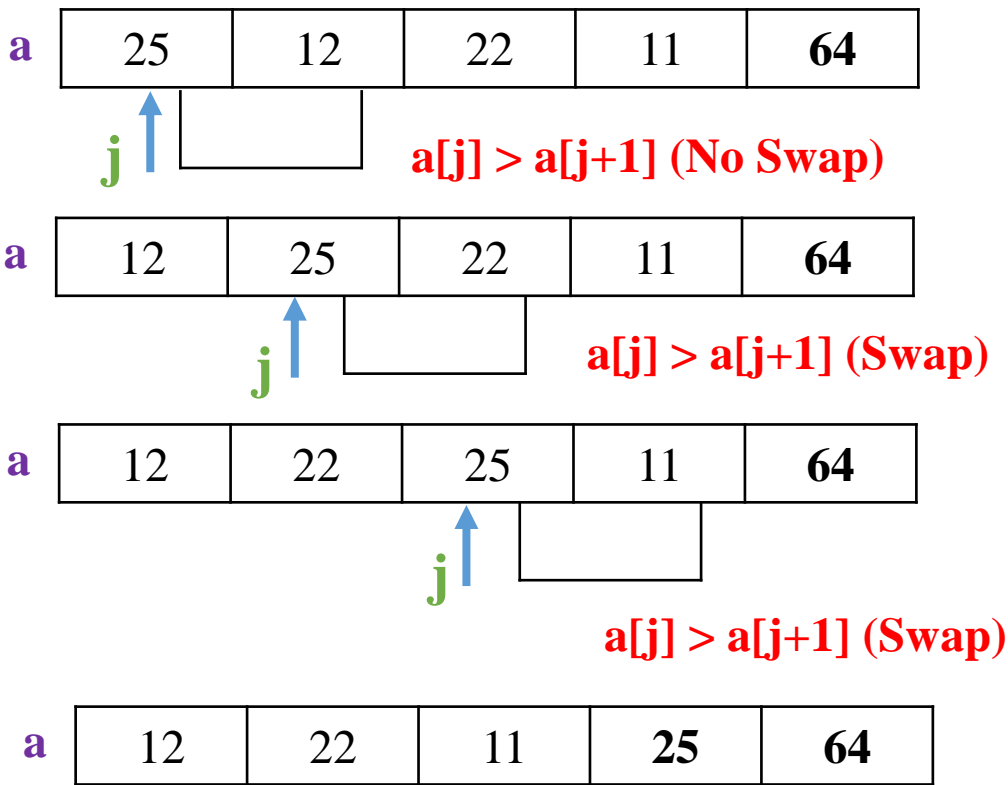 a 25 12 22 11 64
j a[j] > a[j+1] (No Swap)
a 12 25 22 11 64
j a[j] > a[j+1] (Swap)
a 12 22 25 11 64
j
a[j] > a[j+1] (Swap)
a 12 22 11 25 64